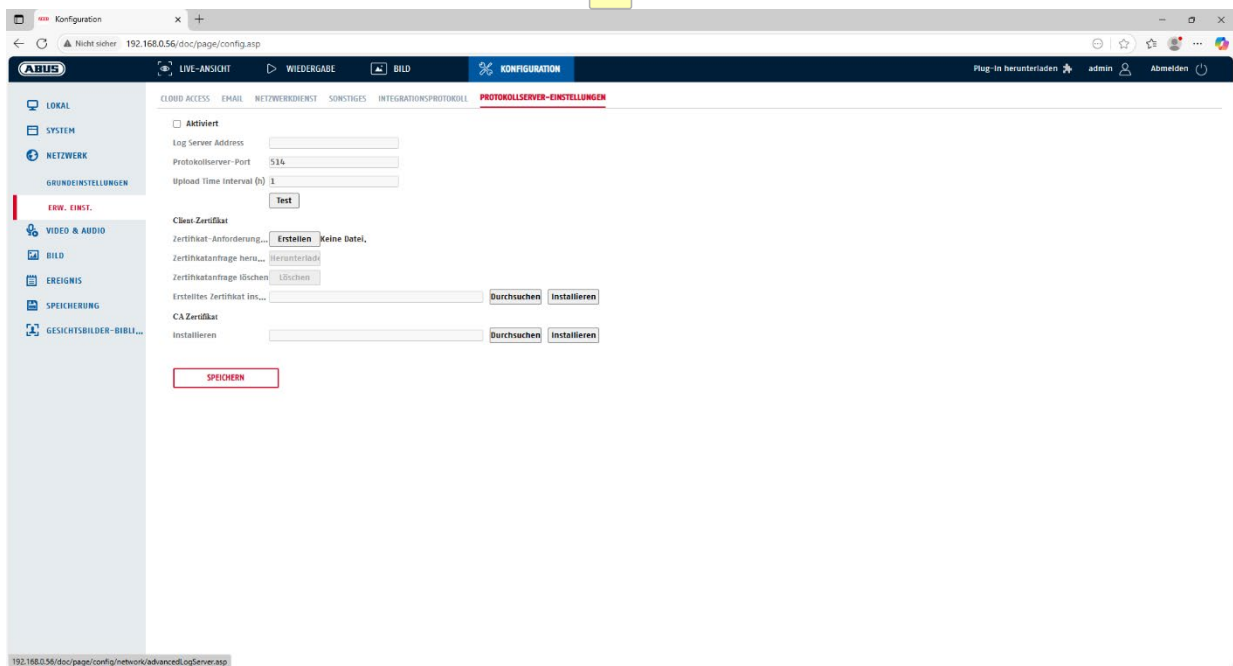 Konfiguration
Nicht sicher 192.168.0.56/doc/page/config.asp
ABUS LIVE-ANSICHT WIEDERGABE BILD KONFIGURATION Plug-In herunterladen admin Abmelden
CLOUD ACCESS EMAIL NETZWERKDIENST SONSTIGES INTEGRATIONSPROTOKOLL PROTOKOLLSERVER-EINSTELLUNGEN
LOKAL
SYSTEM
NETZWERK
GRUNDEINSTELLUNGEN
ERW. EINST.
VIDEO & AUDIO
BILD
EREIGNIS
SPEICHERUNG
GESICHTSBILDER-BIBLI...
Aktiviert
Log Server Address
Protokollserver-Port 514
Upload Time Interval (h) 1
Test
Client-Zertifikat
Zertifikat-Anforderung... Erstellen Keine Datei.
Zertifikatanfrage heru... Herunterlade
Zertifikatanfrage löschen Löschen
Erstelltes Zertifikat ins... Durchsuchen Installieren
CA Zertifikat
Installieren Durchsuchen Installieren
SPEICHERN
192.168.0.56/doc/page/config/network/advancedLogServer.asp